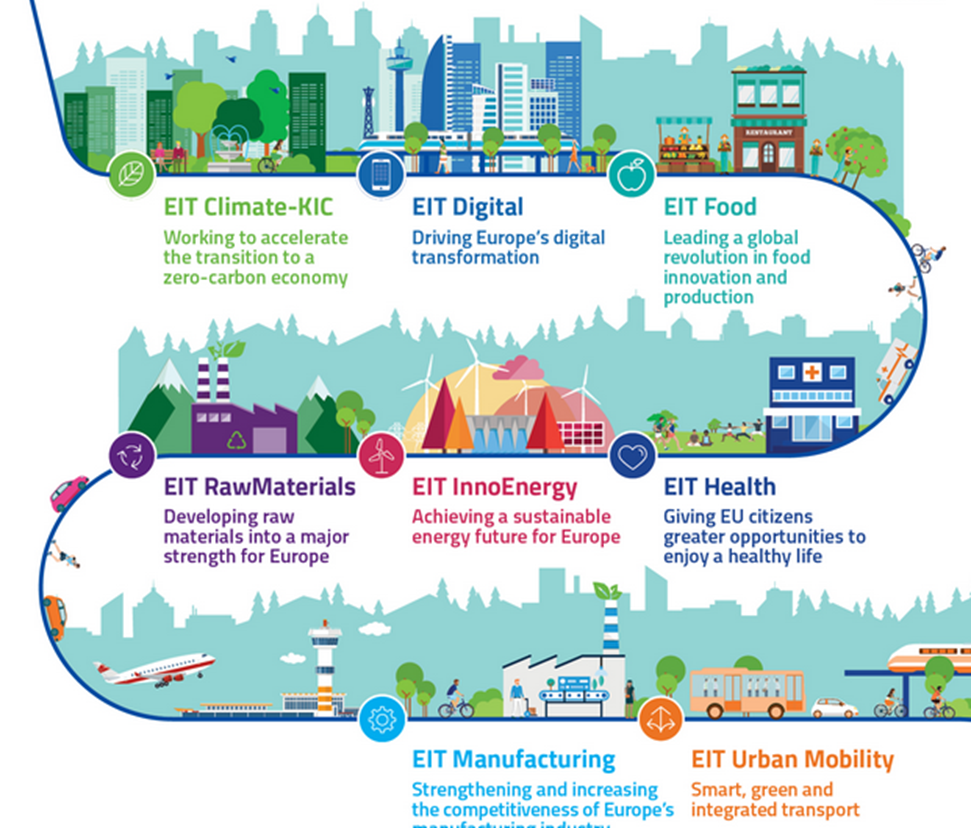 RESTAURANT
EIT Climate-KIC
Working to accelerate
the transition to a
zero-carbon economy
EIT Digital
Driving Europe's digital
transformation
EIT Food
Leading a global
revolution in food
innovation and
production
EIT RawMaterials
Developing raw
materials into a major
strength for Europe
EIT InnoEnergy
Achieving a sustainable
energy future for Europe
EIT Health
Giving EU citizens
greater opportunities to
enjoy a healthy life
EIT Manufacturing
Strengthening and increasing
the competitiveness of Europe's
manufacturing industry
EIT Urban Mobility
Smart, green and
integrated transport